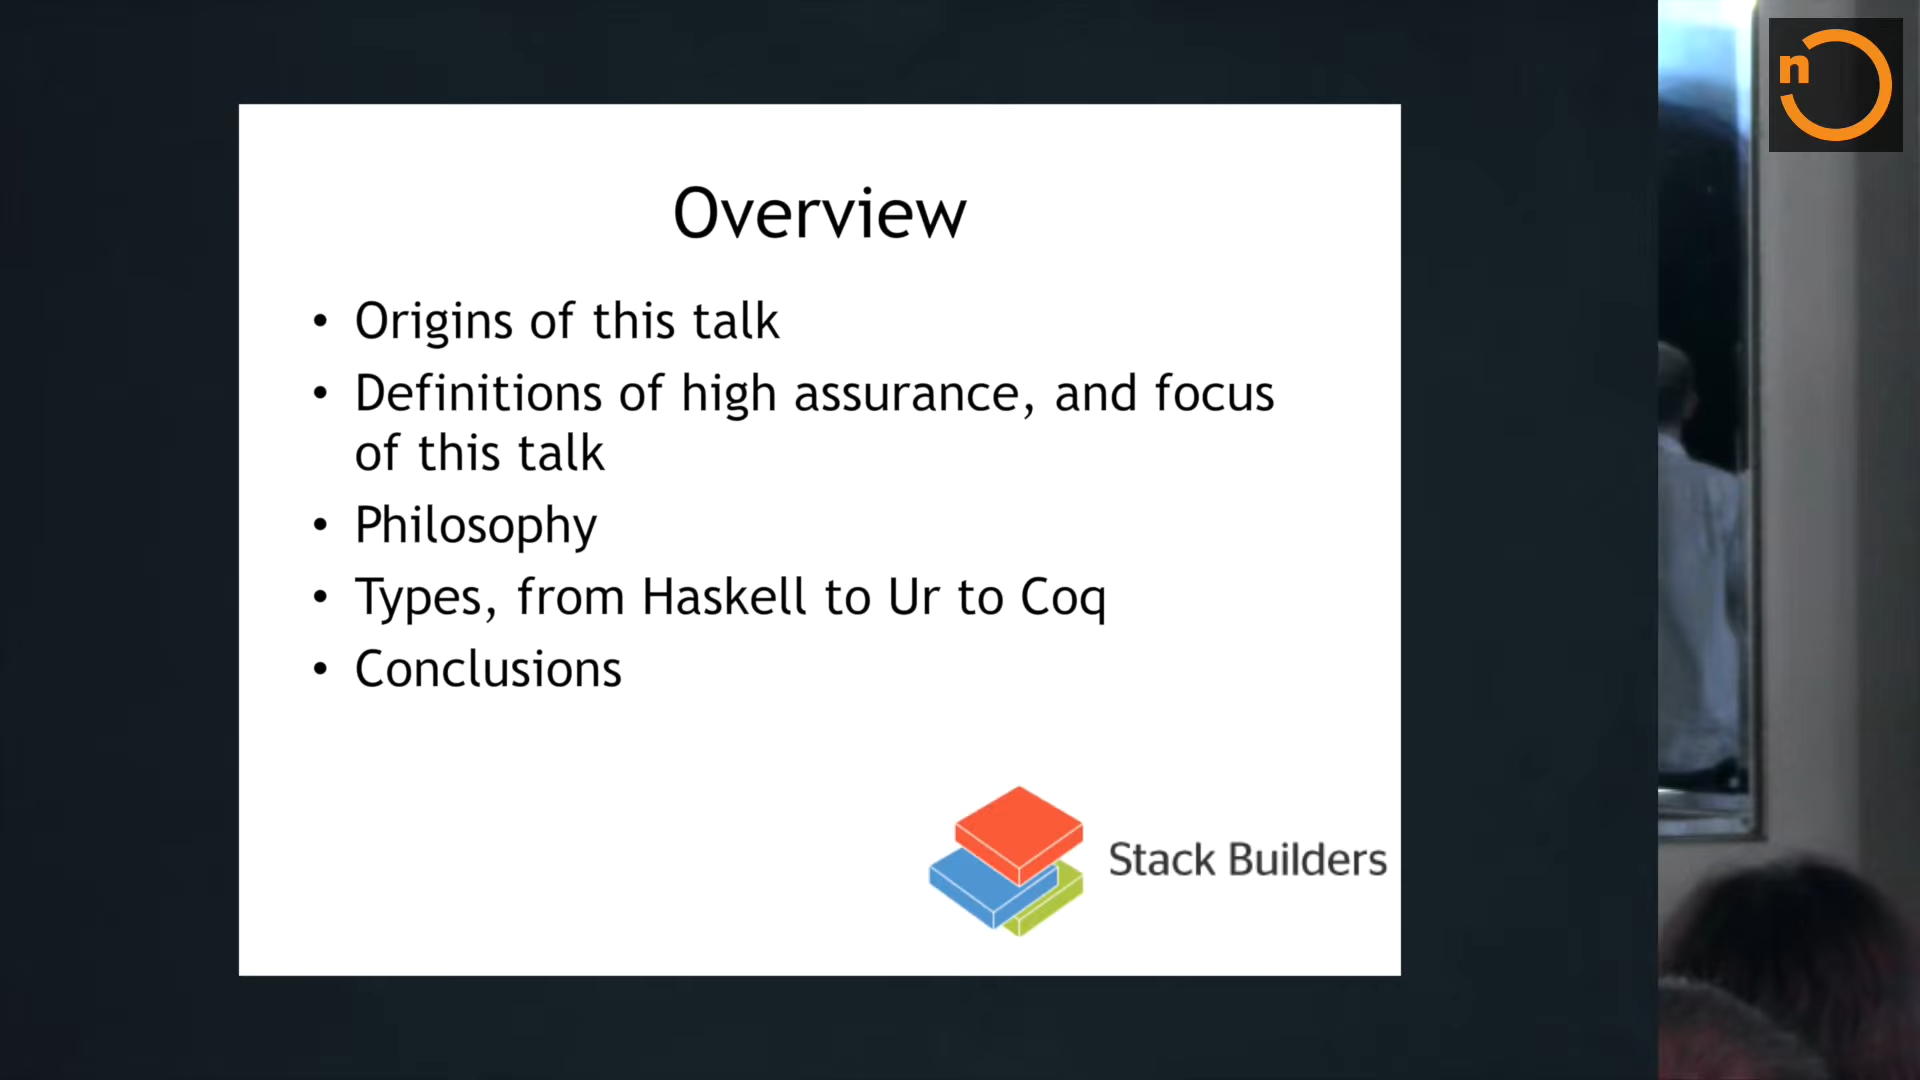 n
Overview
• Origins of this talk
• Definitions of high assurance, and focus
of this talk
• Philosophy
• Types, from Haskell to Ur to Coq
• Conclusions
Stack Builders